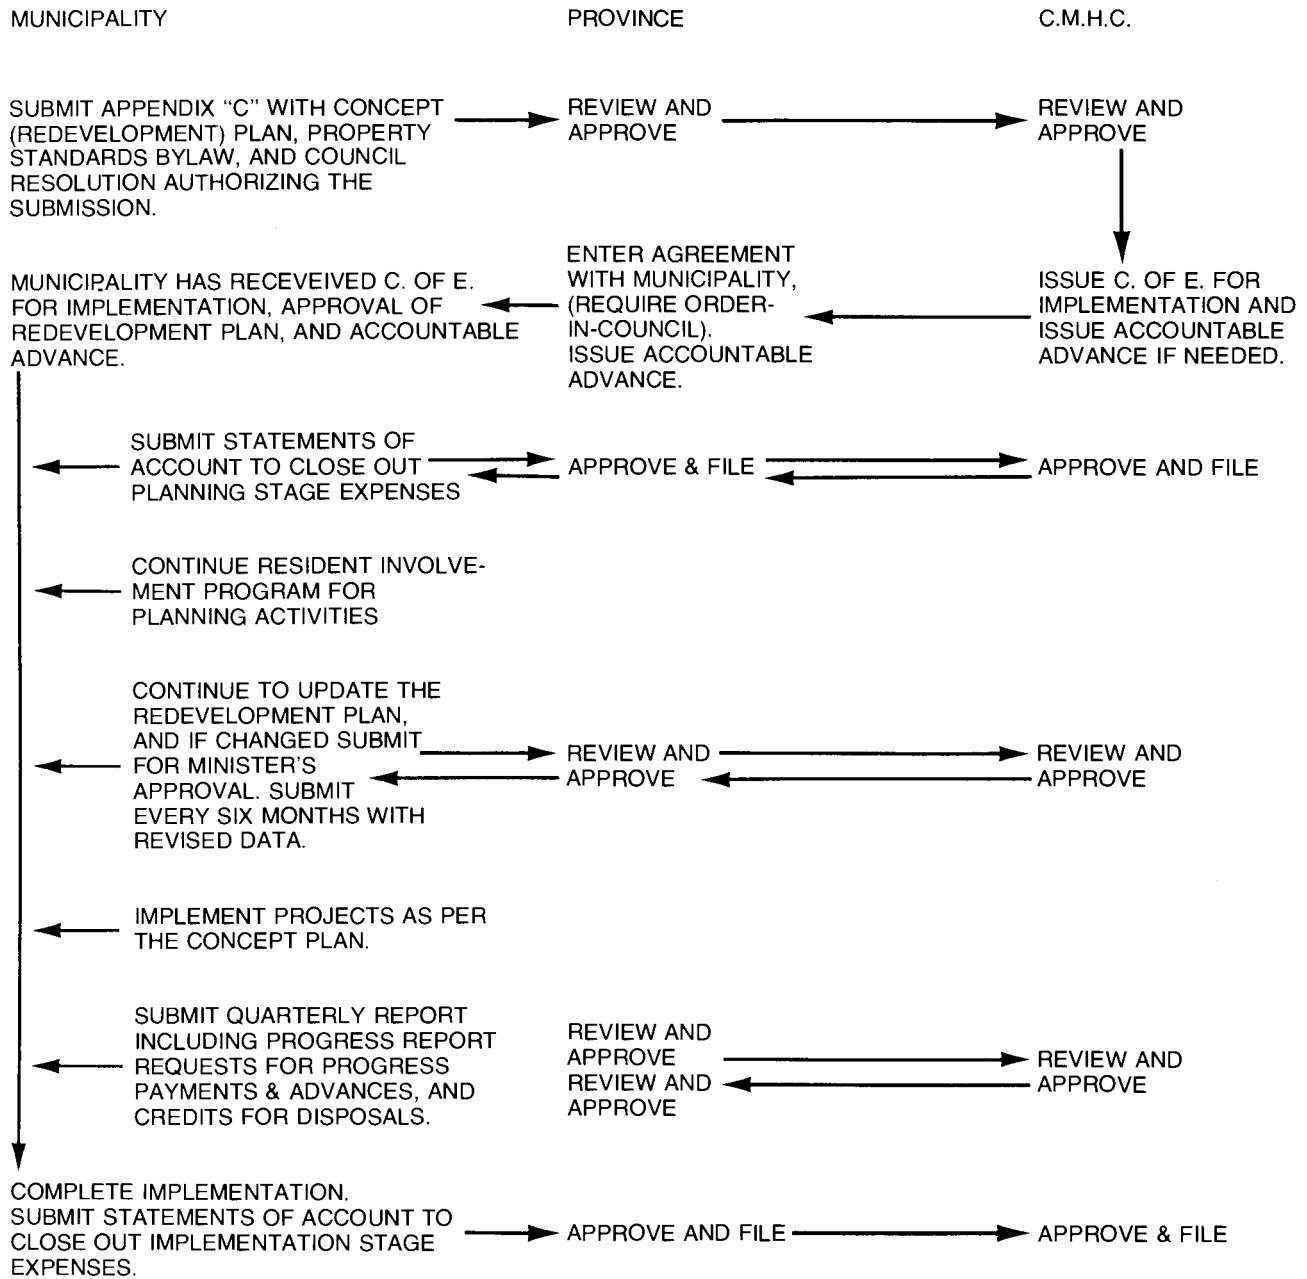 MUNICIPALITY
PROVINCE
C.M.H.C.
SUBMIT APPENDIX "C" WITH CONCEPT
(REDEVELOPMENT) PLAN, PROPERTY
STANDARDS BYLAW, AND COUNCIL
RESOLUTION AUTHORIZING THE
SUBMISSION.
REVIEW AND
APPROVE
REVIEW AND
APPROVE
MUNICIPALITY HAS RECEVEIVED C. OF E.
FOR IMPLEMENTATION, APPROVAL OF
REDEVELOPMENT PLAN, AND ACCOUNTABLE
ADVANCE.
ENTER AGREEMENT
WITH MUNICIPALITY,
(REQUIRE ORDER-
IN-COUNCIL).
ISSUE ACCOUNTABLE
ADVANCE.
ISSUE C. OF E. FOR
IMPLEMENTATION AND
ISSUE ACCOUNTABLE
ADVANCE IF NEEDED.
SUBMIT STATEMENTS OF
ACCOUNT TO CLOSE OUT
PLANNING STAGE EXPENSES
APPROVE & FILE
APPROVE AND FILE
CONTINUE RESIDENT INVOLVE-
MENT PROGRAM FOR
PLANNING ACTIVITIES
CONTINUE TO UPDATE THE
REDEVELOPMENT PLAN,
AND IF CHANGED SUBMIT
FOR MINISTER'S
APPROVAL. SUBMIT
EVERY SIX MONTHS WITH
REVISED DATA.
REVIEW AND
APPROVE
REVIEW AND
APPROVE
IMPLEMENT PROJECTS AS PER
THE CONCEPT PLAN.
SUBMIT QUARTERLY REPORT
INCLUDING PROGRESS REPORT
REQUESTS FOR PROGRESS
PAYMENTS & ADVANCES, AND
CREDITS FOR DISPOSALS.
REVIEW AND
APPROVE
REVIEW AND
APPROVE
REVIEW AND
APPROVE
COMPLETE IMPLEMENTATION.
SUBMIT STATEMENTS OF ACCOUNT TO
CLOSE OUT IMPLEMENTATION STAGE
EXPENSES.
APPROVE AND FILE
APPROVE & FILE